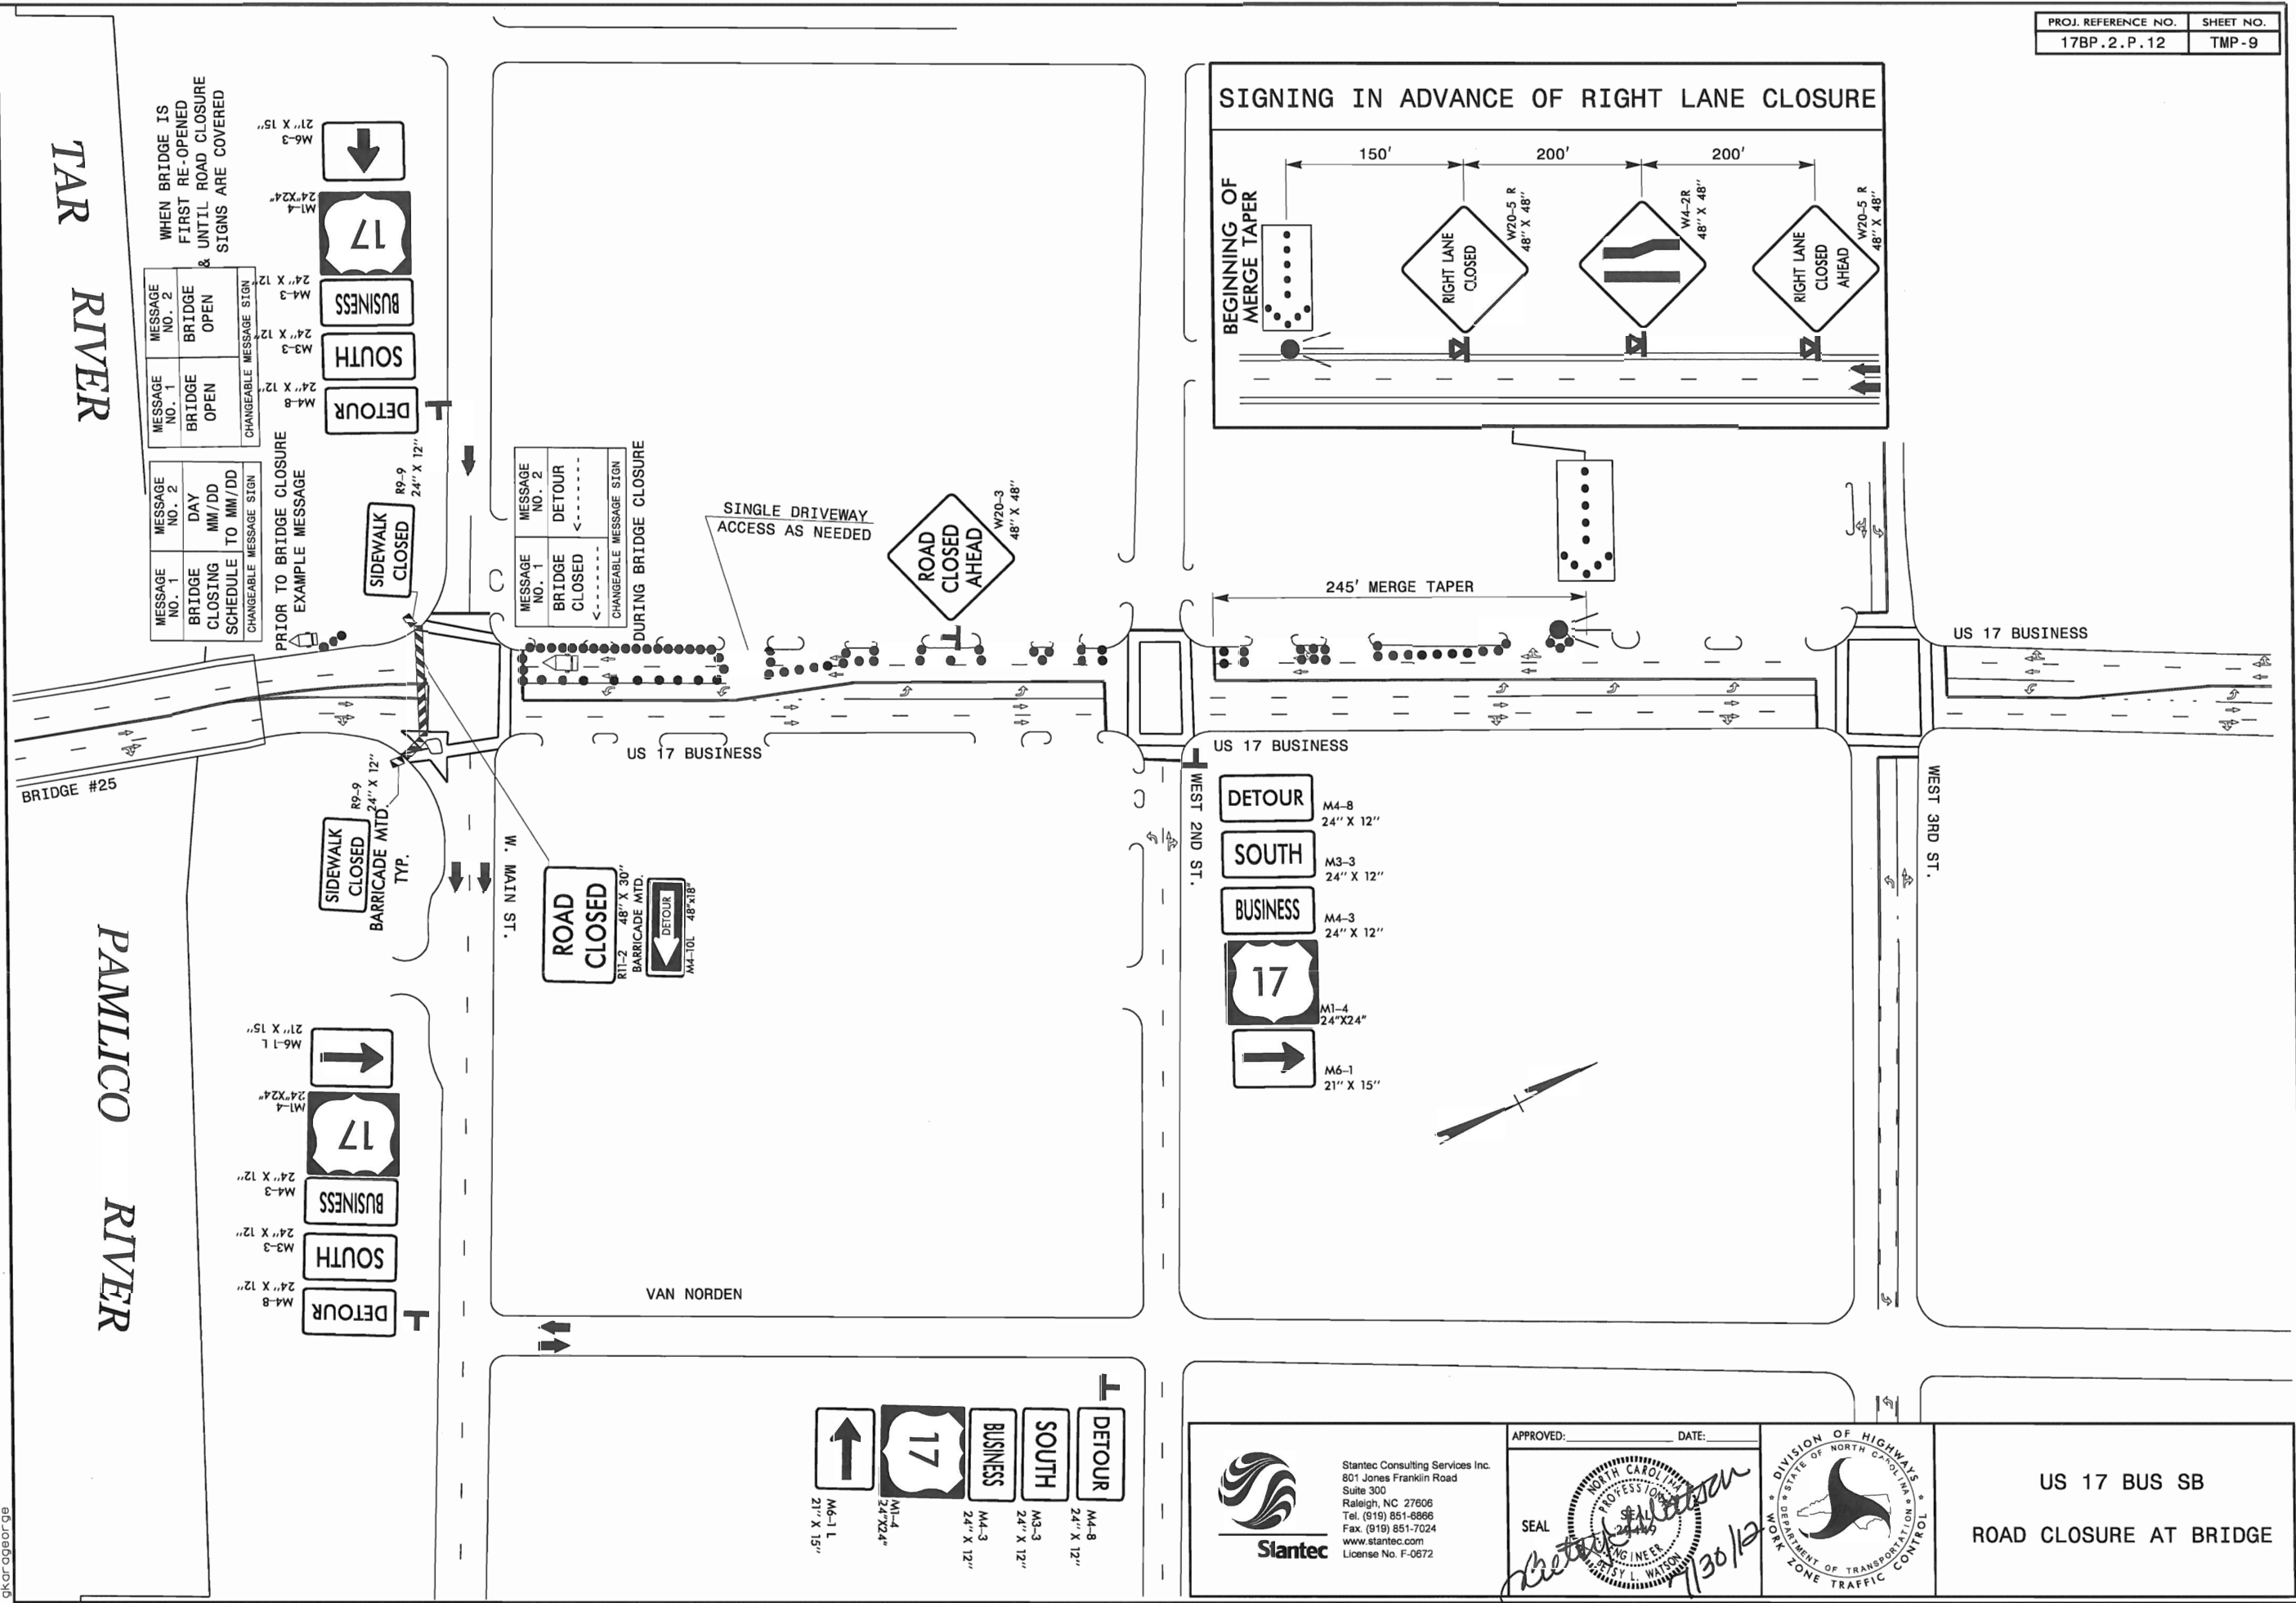 PROJ. REFERENCE NO.
SHEET NO.
17BP.2.P.12
TMP-9
SIGNING IN ADVANCE OF RIGHT LANE CLOSURE
150'
200'
200'
BEGINNING OF
MERGE TAPER
RIGHT LANE
CLOSED
W20-5 R
48" X 48"
W4-2R
48" X 48"
RIGHT LANE
CLOSED
AHEAD
W20-5 R
48" X 48"
TAR RIVER
PAMLICO RIVER
WHEN BRIDGE IS
FIRST RE-OPENED
& UNTIL ROAD CLOSURE
SIGNS ARE COVERED
MESSAGE
NO. 1
BRIDGE
OPEN
MESSAGE
NO. 2
BRIDGE
OPEN
CHANGEABLE MESSAGE SIGN
MESSAGE
NO. 1
BRIDGE
CLOSING
SCHEDULE
MESSAGE
NO. 2
DAY
MM/DD
TO MM/DD
CHANGEABLE MESSAGE SIGN
PRIOR TO BRIDGE CLOSURE
EXAMPLE MESSAGE
M6-3
21" X 15"
17
M1-4
24"X24"
BUSINESS
M4-3
24" X 12"
SOUTH
M3-3
24" X 12"
DETOUR
M4-8
24" X 12"
SIDEWALK
CLOSED
R9-9
24" X 12"
MESSAGE
NO. 1
BRIDGE
CLOSED
<------
MESSAGE
NO. 2
DETOUR
<------
CHANGEABLE MESSAGE SIGN
DURING BRIDGE CLOSURE
SINGLE DRIVEWAY
ACCESS AS NEEDED
ROAD
CLOSED
AHEAD
W20-3
48" X 48"
245' MERGE TAPER
US 17 BUSINESS
US 17 BUSINESS
US 17 BUSINESS
BRIDGE #25
SIDEWALK
CLOSED
R9-9
24" X 12"
BARRICADE MTD.
TYP.
W. MAIN ST.
ROAD
CLOSED
R11-2 48" X 30"
BARRICADE MTD.
DETOUR
M4-10L 48"x18"
WEST 2ND ST.
DETOUR
M4-8
24" X 12"
SOUTH
M3-3
24" X 12"
BUSINESS
M4-3
24" X 12"
17
M1-4
24"X24"
M6-1
21" X 15"
WEST 3RD ST.
M6-1 L
21" X 15"
17
M1-4
24"X24"
BUSINESS
M4-3
24" X 12"
SOUTH
M3-3
24" X 12"
DETOUR
M4-8
24" X 12"
VAN NORDEN
M6-1 L
21" X 15"
17
M1-4
24"X24"
BUSINESS
M4-3
24" X 12"
SOUTH
M3-3
24" X 12"
DETOUR
M4-8
24" X 12"
Stantec
Stantec Consulting Services Inc.
801 Jones Franklin Road
Suite 300
Raleigh, NC 27606
Tel. (919) 851-6866
Fax. (919) 851-7024
www.stantec.com
License No. F-0672
APPROVED: DATE:
SEAL
NORTH CAROLINA
PROFESSIONAL
SEAL
ENGINEER
BETSY L. WATSON
DIVISION OF HIGHWAYS
STATE OF NORTH CAROLINA
DEPARTMENT OF TRANSPORTATION
WORK ZONE TRAFFIC CONTROL
US 17 BUS SB
ROAD CLOSURE AT BRIDGE
gkarageorge